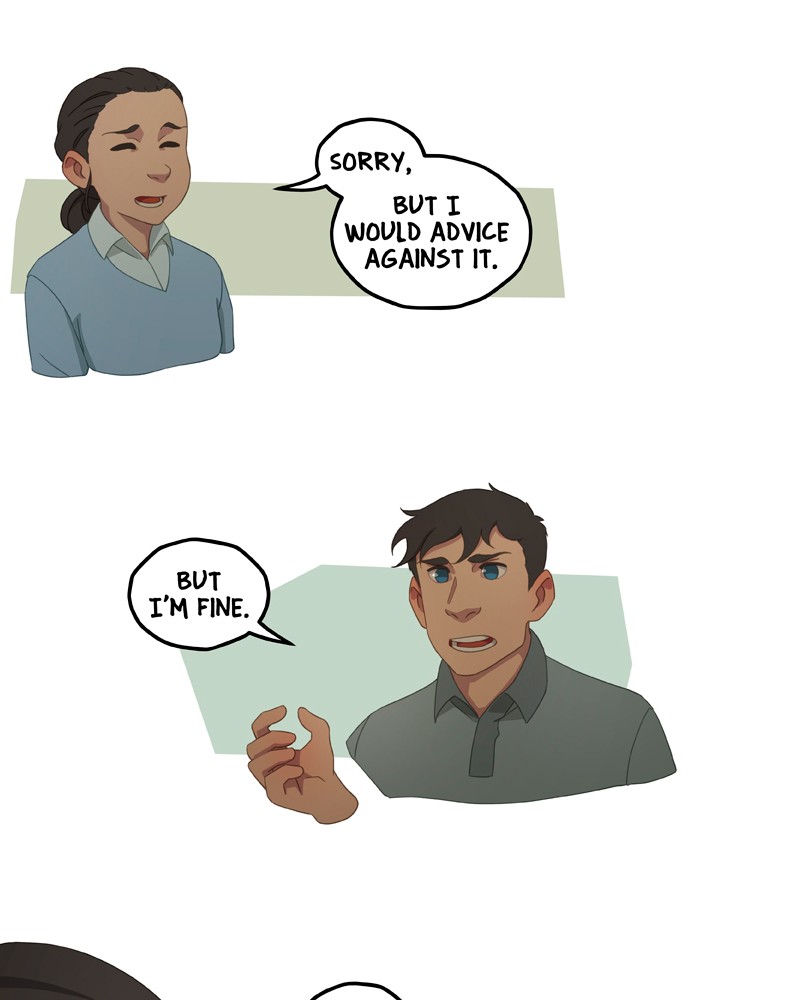 SORRY,
BUT I
WOULD ADVICE
AGAINST IT.
BUT
I'M FINE.